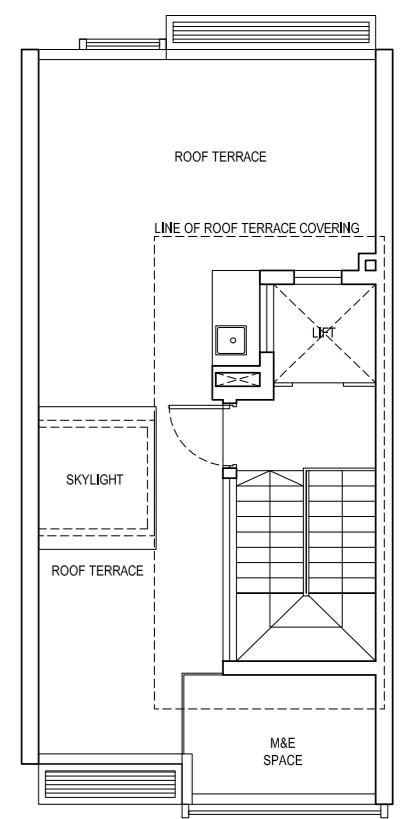 ROOF TERRACE
LINE OF ROOF TERRACE COVERING
LIFT
SKYLIGHT
ROOF TERRACE
M&E
SPACE